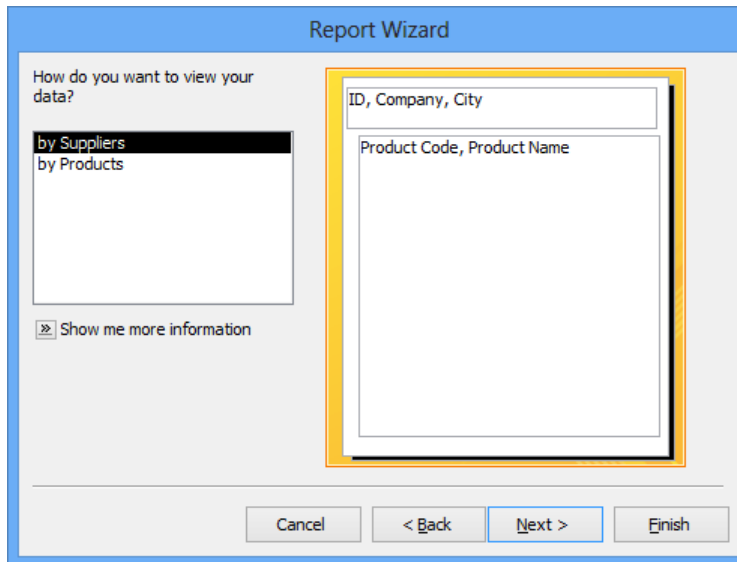 Report Wizard
How do you want to view your
data?
by Suppliers
by Products
» Show me more information
ID, Company, City
Product Code, Product Name
Cancel
< Back
Next >
Finish